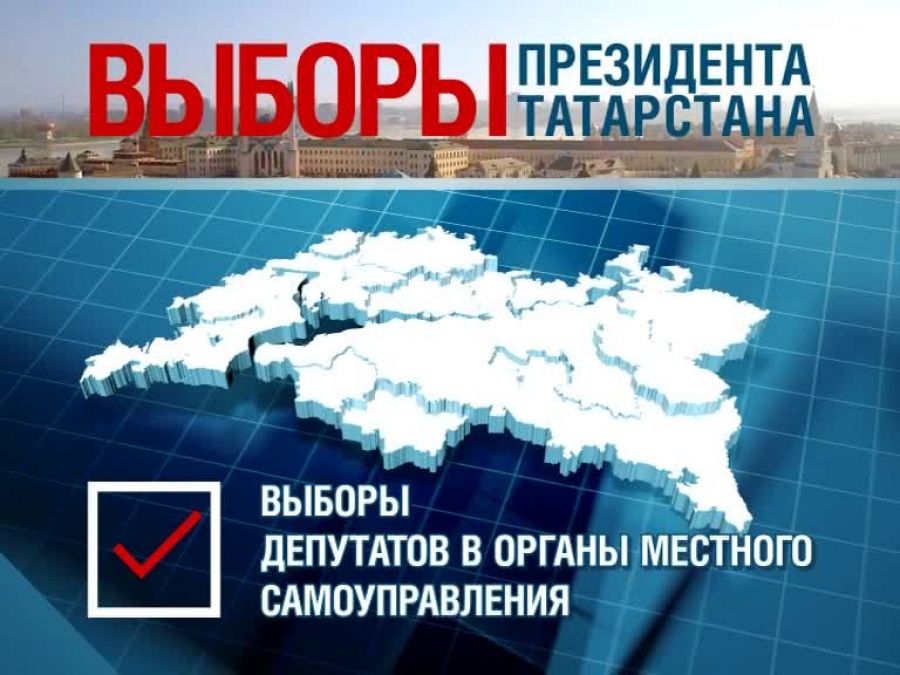 ВЫБОРЫ
ПРЕЗИДЕНТА
ТАТАРСТАНА
ВЫБОРЫ
ДЕПУТАТОВ В ОРГАНЫ МЕСТНОГО
САМОУПРАВЛЕНИЯ